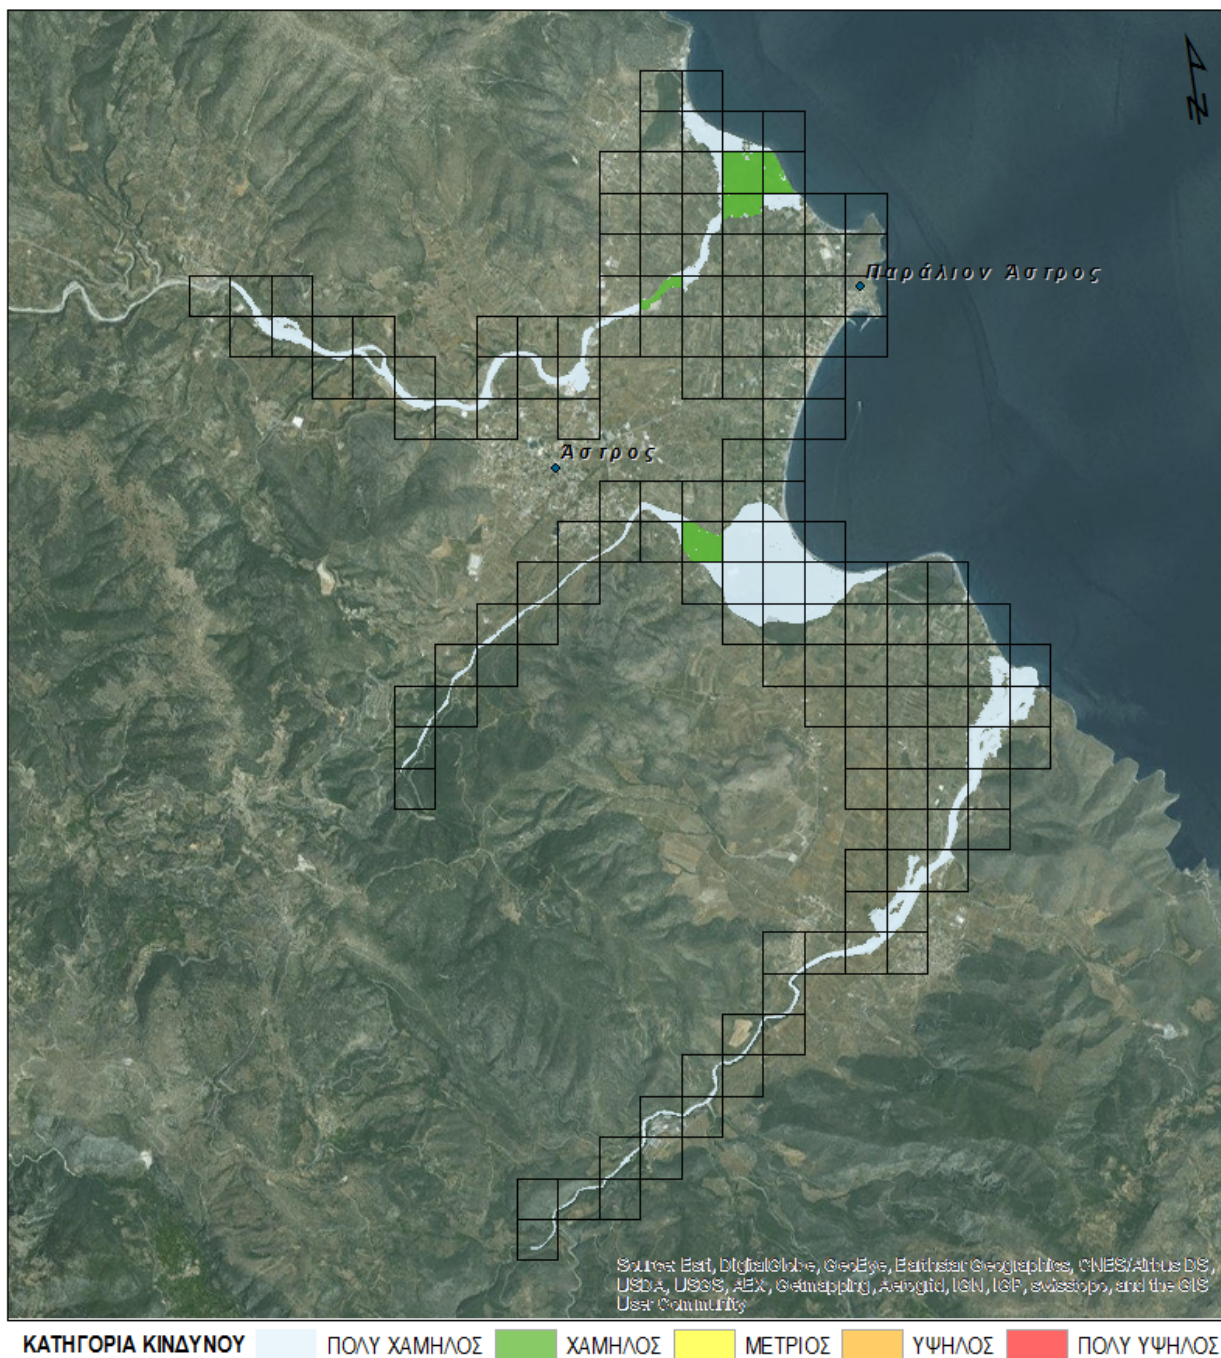 Παράλιον Άστρος
Άστρος
Source: Esri, DigitalGlobe, GeoEye, Earthstar Geographics, CNES/Airbus DS,
USDA, USGS, AEX, Getmapping, Aerogrid, IGN, IGP, swisstopo, and the GIS
User Community
ΚΑΤΗΓΟΡΙΑ ΚΙΝΔΥΝΟΥ ΠΟΛΥ ΧΑΜΗΛΟΣ ΧΑΜΗΛΟΣ ΜΕΤΡΙΟΣ ΥΨΗΛΟΣ ΠΟΛΥ ΥΨΗΛΟΣ